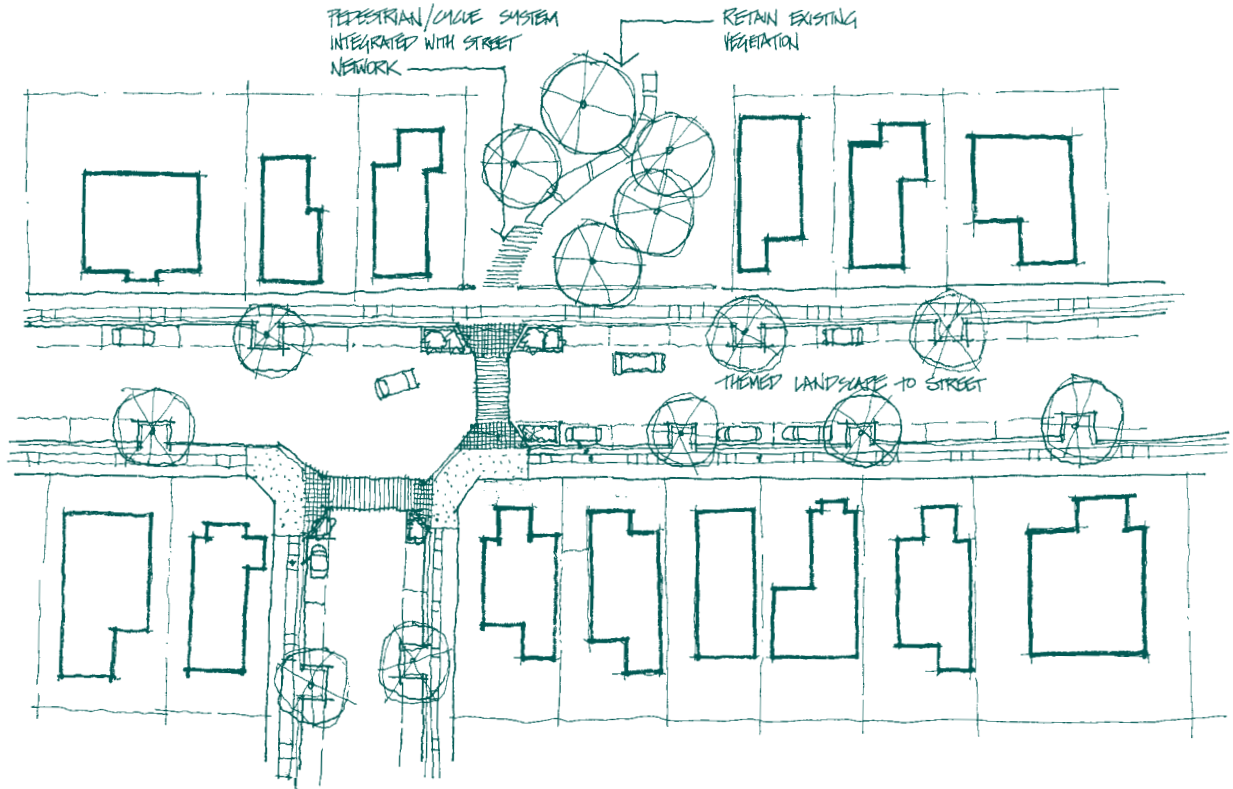 PEDESTRIAN/CYCLE SYSTEM
INTEGRATED WITH STREET
NETWORK
RETAIN EXISTING
VEGETATION
THEMED LANDSCAPE TO STREET